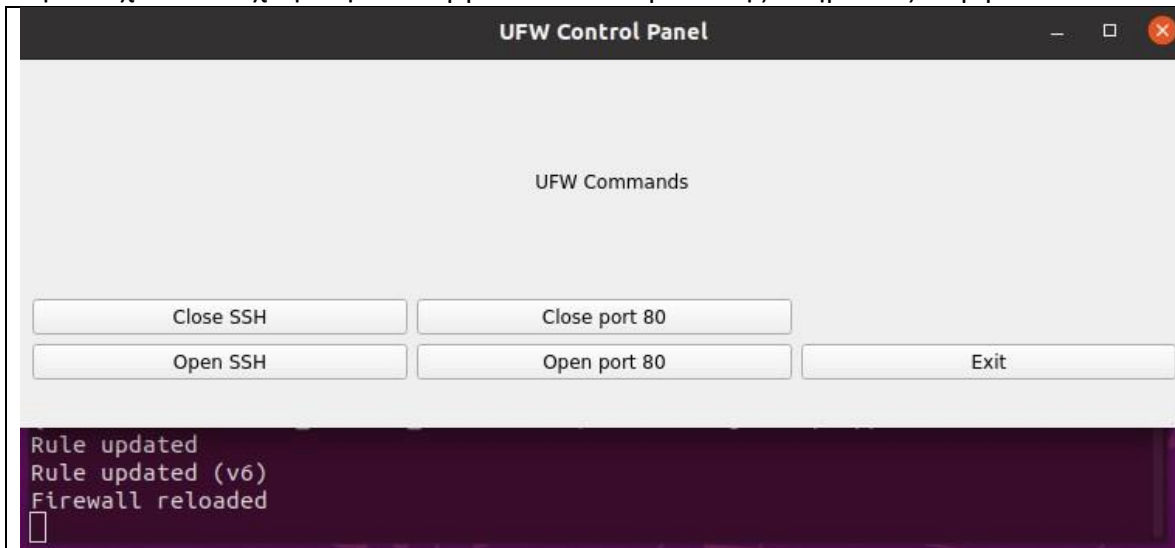 UFW Control Panel
UFW Commands
Close SSH Close port 80
Open SSH Open port 80 Exit
Rule updated
Rule updated (v6)
Firewall reloaded